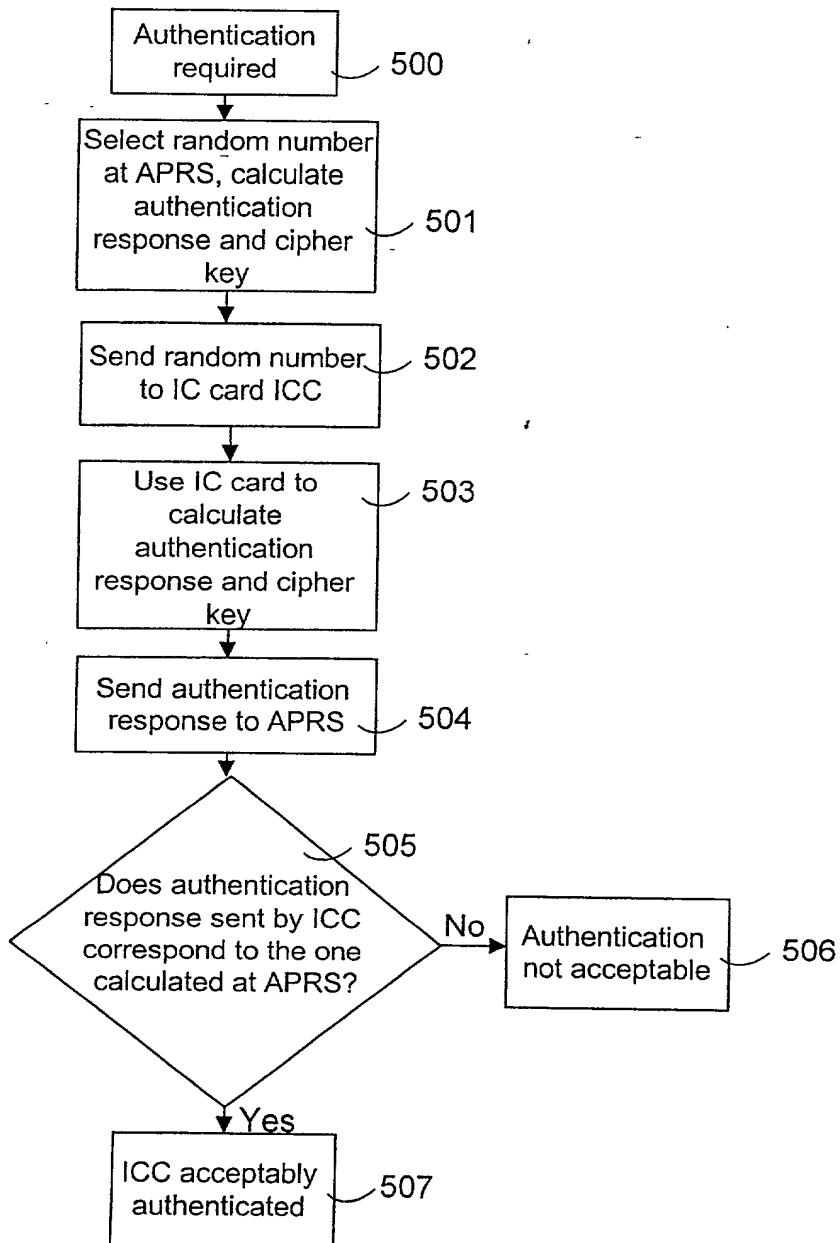 Authentication
required
500
Select random number
at APRS, calculate
authentication
response and cipher
key
501
Send random number
to IC card ICC
502
Use IC card to
calculate
authentication
response and cipher
key
503
Send authentication
response to APRS
504
505
Does authentication
response sent by ICC
correspond to the one
calculated at APRS?
No
Authentication
not acceptable
506
Yes
ICC acceptably
authenticated
507